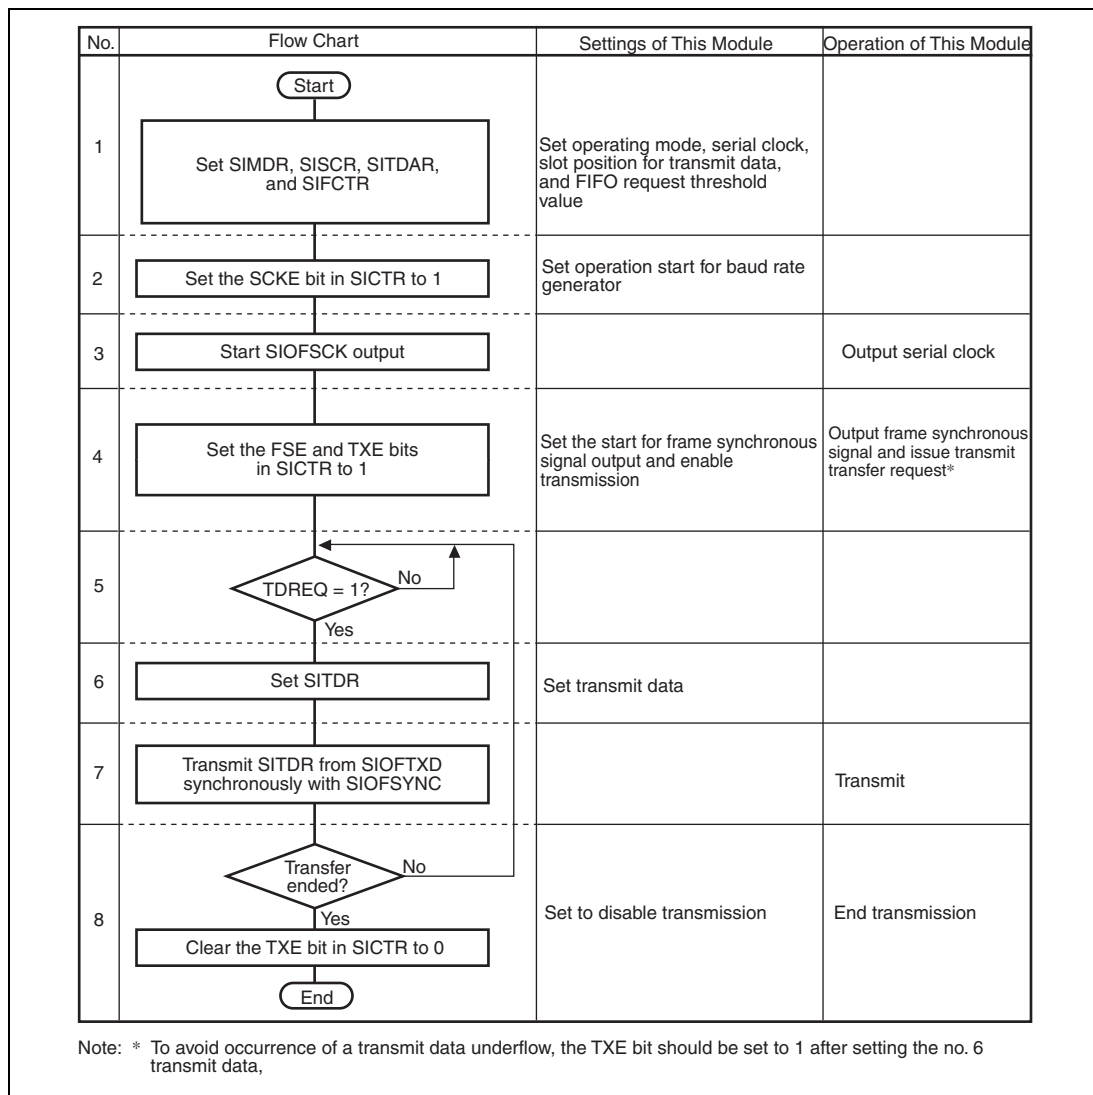 No.
Flow Chart
Settings of This Module
Operation of This Module
Start
1
Set SIMDR, SISCR, SITDAR,
and SIFCTR
Set operating mode, serial clock,
slot position for transmit data,
and FIFO request threshold
value
2
Set the SCKE bit in SICTR to 1
Set operation start for baud rate
generator
3
Start SIOFSCK output
Output serial clock
4
Set the FSE and TXE bits
in SICTR to 1
Set the start for frame synchronous
signal output and enable
transmission
Output frame synchronous
signal and issue transmit
transfer request*
5
TDREQ = 1?
No
Yes
6
Set SITDR
Set transmit data
7
Transmit SITDR from SIOFTXD
synchronously with SIOFSYNC
Transmit
8
Transfer
ended?
No
Yes
Clear the TXE bit in SICTR to 0
Set to disable transmission
End transmission
End
Note: * To avoid occurrence of a transmit data underflow, the TXE bit should be set to 1 after setting the no. 6
transmit data,